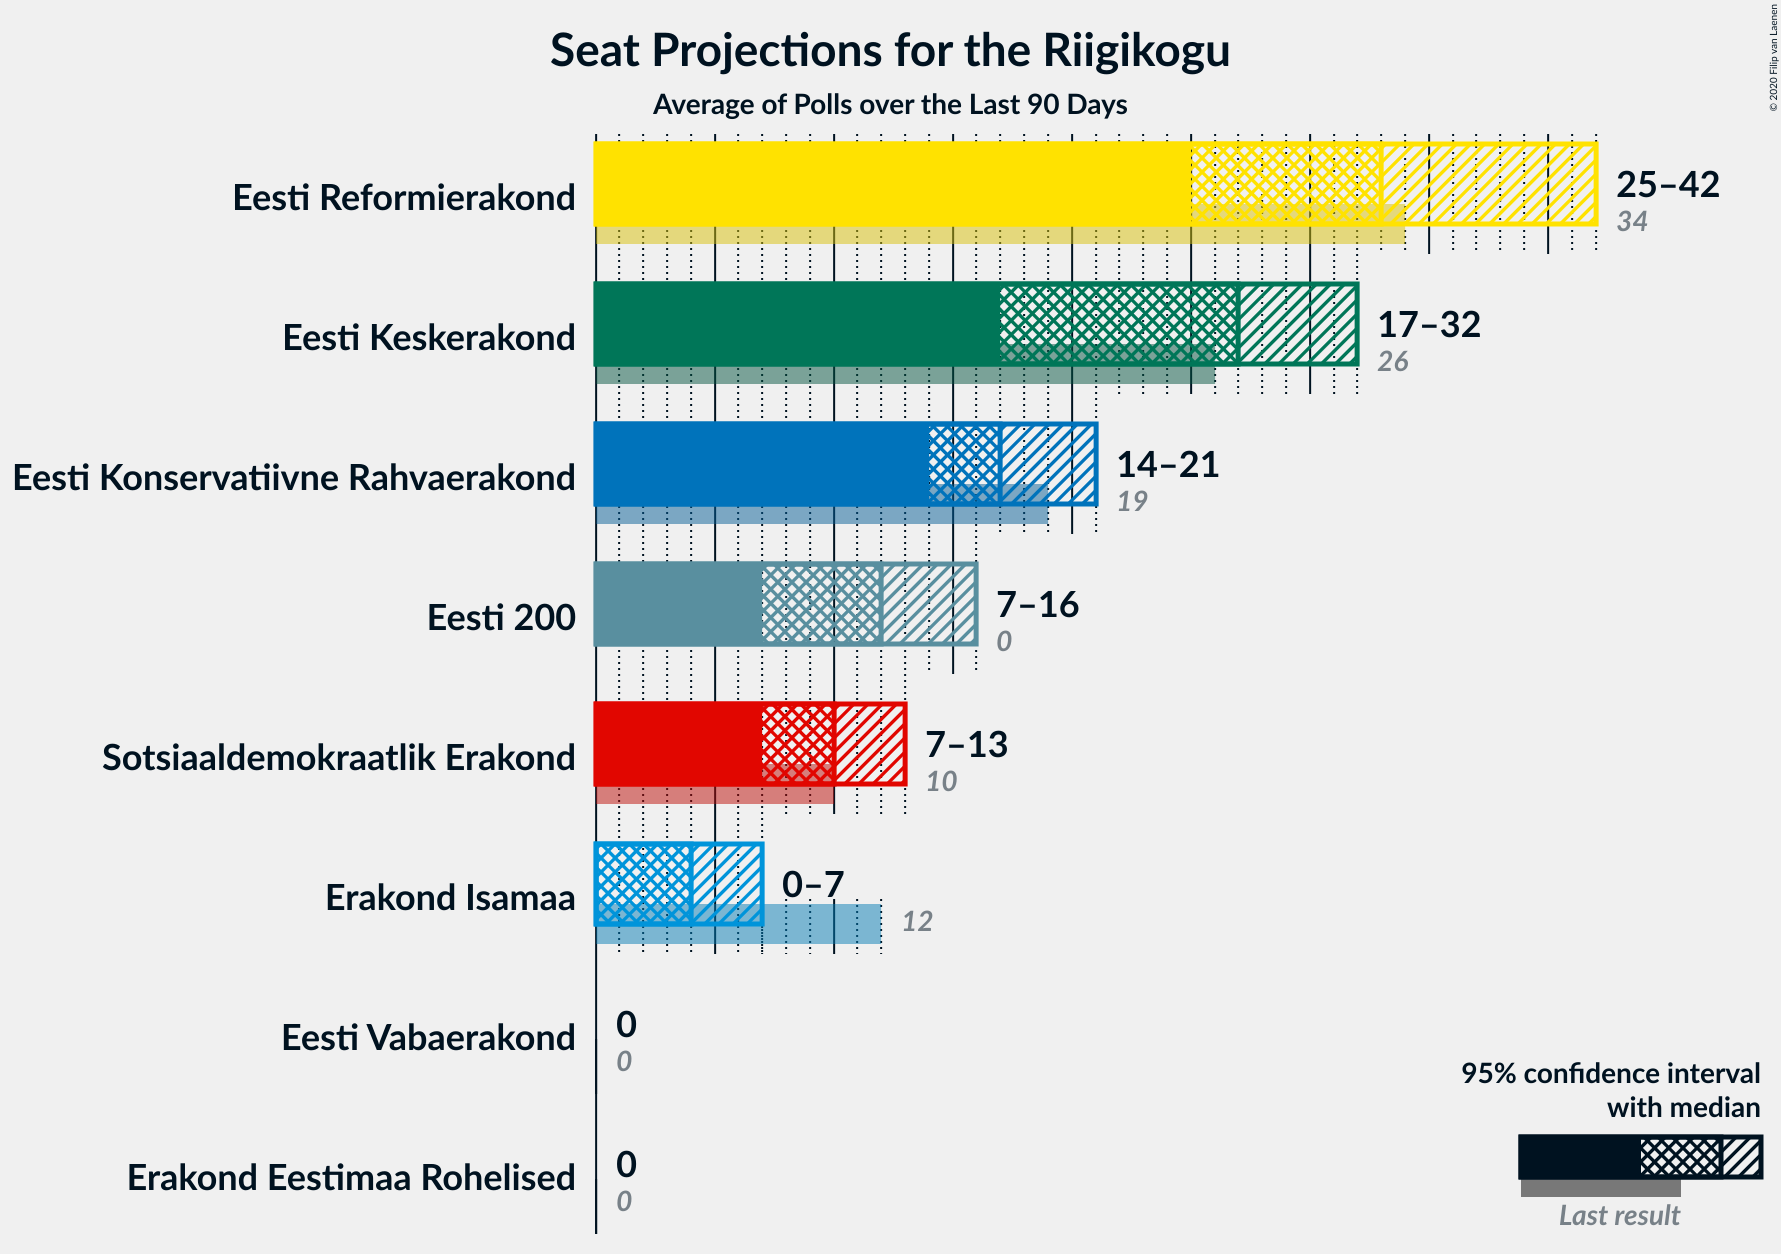 Seat Projections for the Riigikogu
Average of Polls over the Last 90 Days
© 2020 Filip van Laenen
Eesti Reformierakond
25–42
34
Eesti Keskerakond
17–32
26
Eesti Konservatiivne Rahvaerakond
14–21
19
Eesti 200
7–16
0
Sotsiaaldemokraatlik Erakond
7–13
10
Erakond Isamaa
0–7
12
Eesti Vabaerakond
0
0
Erakond Eestimaa Rohelised
0
0
95% confidence interval
with median
Last result